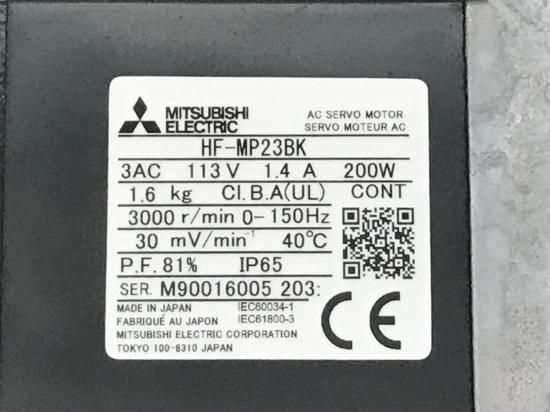 MITSUBISHI
ELECTRIC
AC SERVO MOTOR
SERVO MOTEUR AC
HF-MP23BK
3AC 113 V 1.4 A 200W
1.6 kg CI.B.A(UL) CONT
3000 r/min 0-150Hz
30 mV/min⁻¹ 40℃
P.F. 81% IP65
SER. M90016005 203:
MADE IN JAPAN IEC60034-1
FABRIQUÉ AU JAPON IEC61800-3
MITSUBISHI ELECTRIC CORPORATION
TOKYO 100-8310 JAPAN
CE